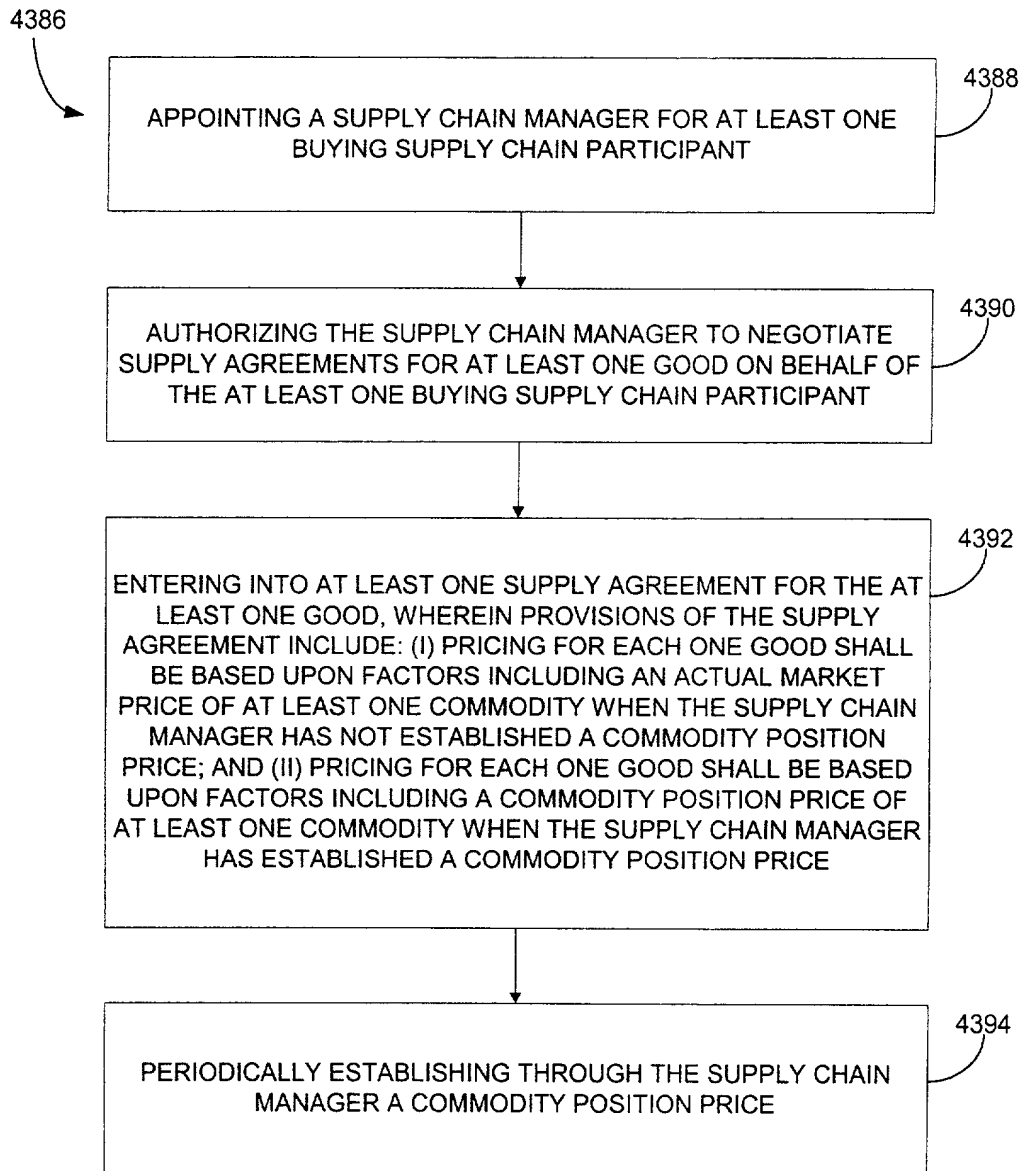 4386
4388
APPOINTING A SUPPLY CHAIN MANAGER FOR AT LEAST ONE
BUYING SUPPLY CHAIN PARTICIPANT
4390
AUTHORIZING THE SUPPLY CHAIN MANAGER TO NEGOTIATE
SUPPLY AGREEMENTS FOR AT LEAST ONE GOOD ON BEHALF OF
THE AT LEAST ONE BUYING SUPPLY CHAIN PARTICIPANT
4392
ENTERING INTO AT LEAST ONE SUPPLY AGREEMENT FOR THE AT
LEAST ONE GOOD, WHEREIN PROVISIONS OF THE SUPPLY
AGREEMENT INCLUDE: (I) PRICING FOR EACH ONE GOOD SHALL
BE BASED UPON FACTORS INCLUDING AN ACTUAL MARKET
PRICE OF AT LEAST ONE COMMODITY WHEN THE SUPPLY CHAIN
MANAGER HAS NOT ESTABLISHED A COMMODITY POSITION
PRICE; AND (II) PRICING FOR EACH ONE GOOD SHALL BE BASED
UPON FACTORS INCLUDING A COMMODITY POSITION PRICE OF
AT LEAST ONE COMMODITY WHEN THE SUPPLY CHAIN MANAGER
HAS ESTABLISHED A COMMODITY POSITION PRICE
4394
PERIODICALLY ESTABLISHING THROUGH THE SUPPLY CHAIN
MANAGER A COMMODITY POSITION PRICE